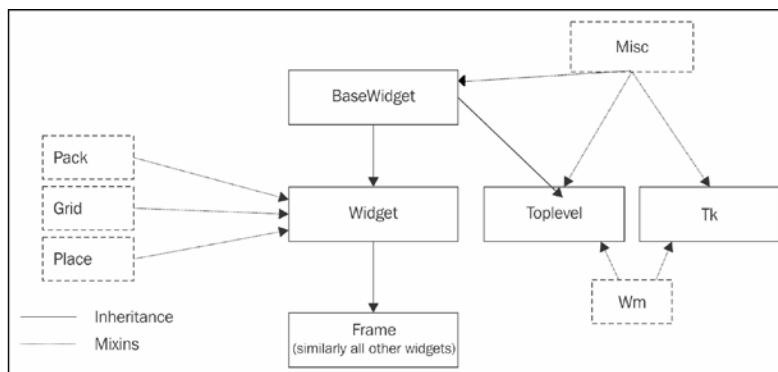 Misc
BaseWidget
Pack
Grid
Place
Widget
Toplevel
Tk
Wm
Inheritance
Mixins
Frame
(similarly all other widgets)